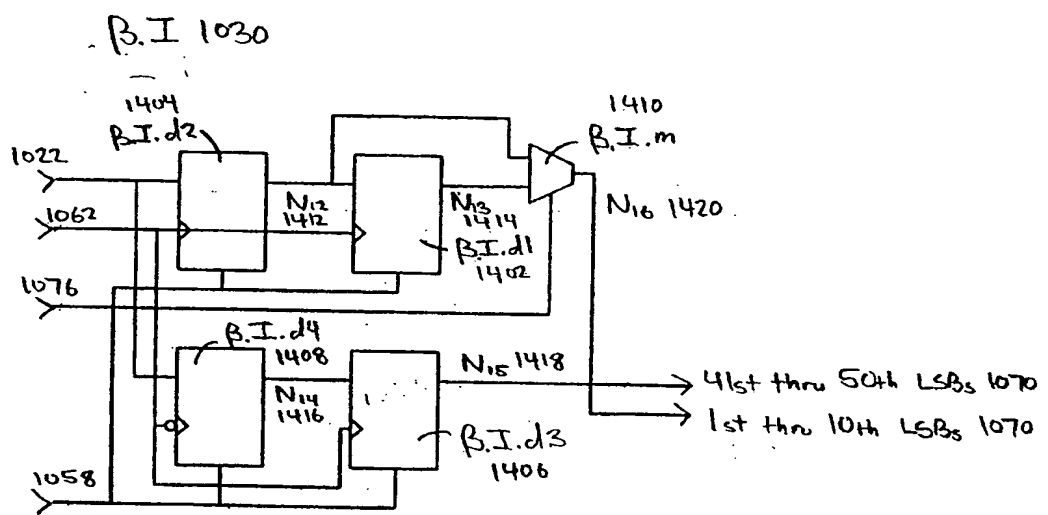 β.I 1030
1404
β.I.d2
1410
β.I.m
1022
1062
N12
1412
N13
1414
N16 1420
β.I.d1
1402
1076
β.I.d4
1408
N14
1416
N15 1418
41st thru 50th LSBs 1070
1st thru 10th LSBs 1070
β.I.d3
1406
1058